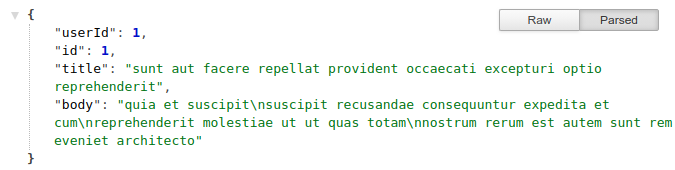 {
Raw Parsed
"userId": 1,
"id": 1,
"title": "sunt aut facere repellat provident occaecati excepturi optio
reprehenderit",
"body": "quia et suscipit\nsuscipit recusandae consequuntur expedita et
cum\nreprehenderit molestiae ut ut quas totam\nnostrum rerum est autem sunt rem
eveniet architecto"
}